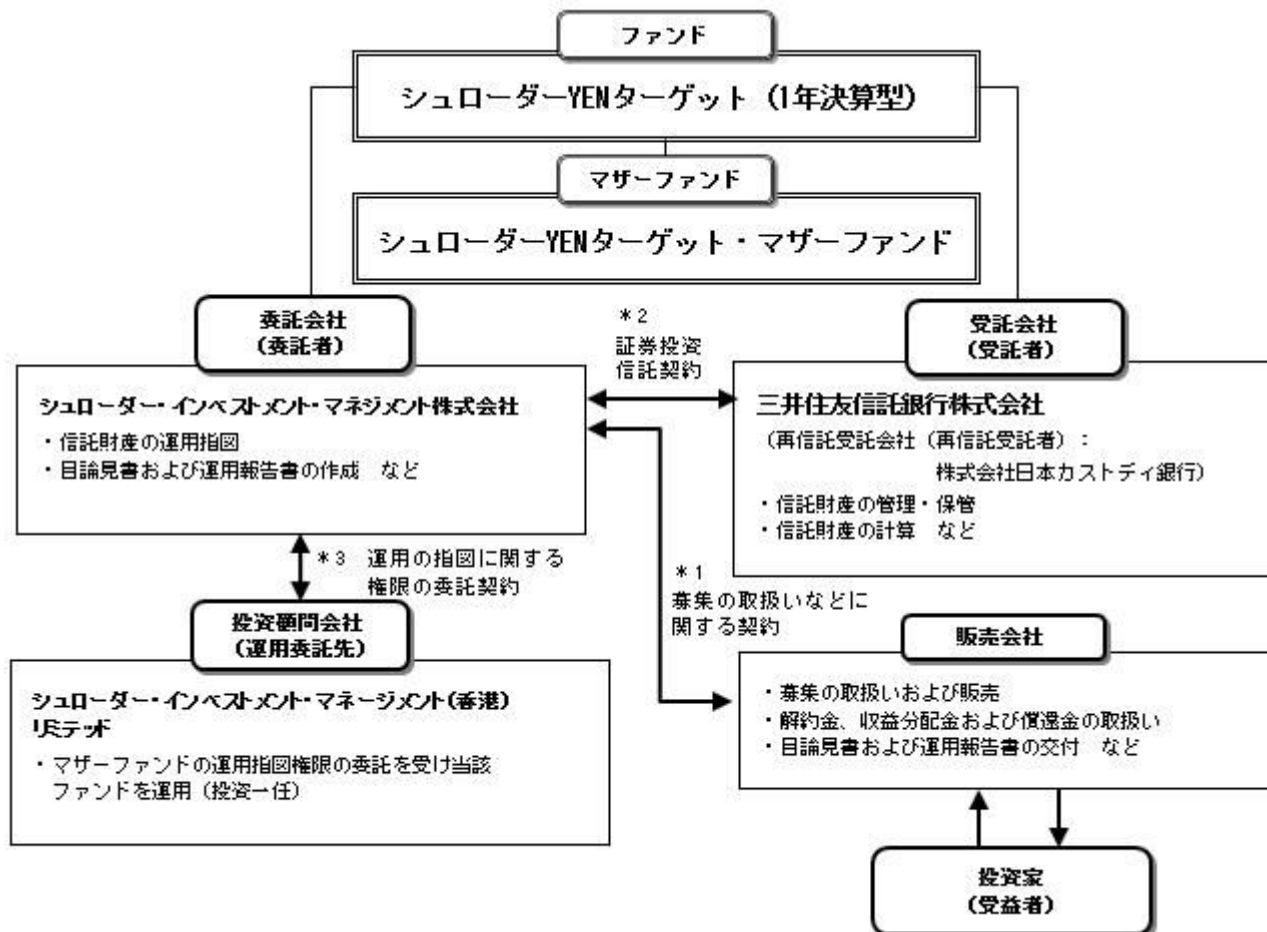 ファンド
シュローダーYENターゲット（1年決算型）
マザーファンド
シュローダーYENターゲット・マザーファンド
委託会社
（委託者）
シュローダー・インベストメント・マネジメント株式会社
・信託財産の運用指図
・目論見書および運用報告書の作成　など
＊2
証券投資
信託契約
受託会社
（受託者）
三井住友信託銀行株式会社
（再信託受託会社（再信託受託者）：
株式会社日本カストディ銀行）
・信託財産の管理・保管
・信託財産の計算　など
＊3　運用の指図に関する
権限の委託契約
＊1
募集の取扱いなどに
関する契約
投資顧問会社
（運用委託先）
シュローダー・インベストメント・マネージメント（香港）
リミテッド
・マザーファンドの運用指図権限の委託を受け当該
ファンドを運用（投資一任）
販売会社
・募集の取扱いおよび販売
・解約金、収益分配金および償還金の取扱い
・目論見書および運用報告書の交付　など
投資家
（受益者）